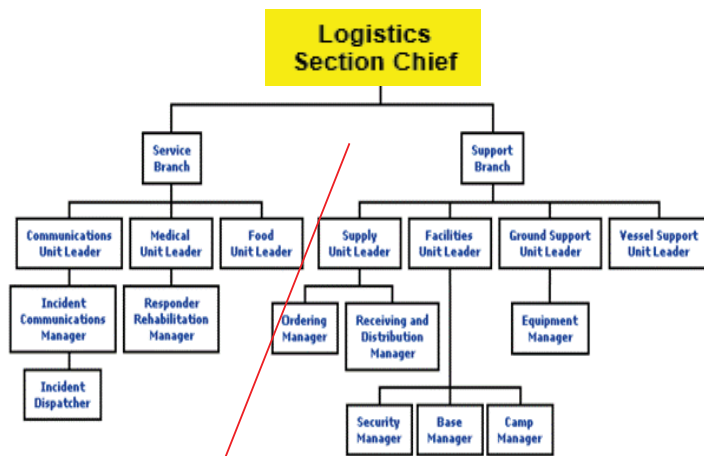 Logistics
Section Chief
Service
Branch
Support
Branch
Communications
Unit Leader
Medical
Unit Leader
Food
Unit Leader
Supply
Unit Leader
Facilities
Unit Leader
Ground Support
Unit Leader
Vessel Support
Unit Leader
Incident
Communications
Manager
Responder
Rehabilitation
Manager
Ordering
Manager
Receiving and
Distribution
Manager
Equipment
Manager
Incident
Dispatcher
Security
Manager
Base
Manager
Camp
Manager